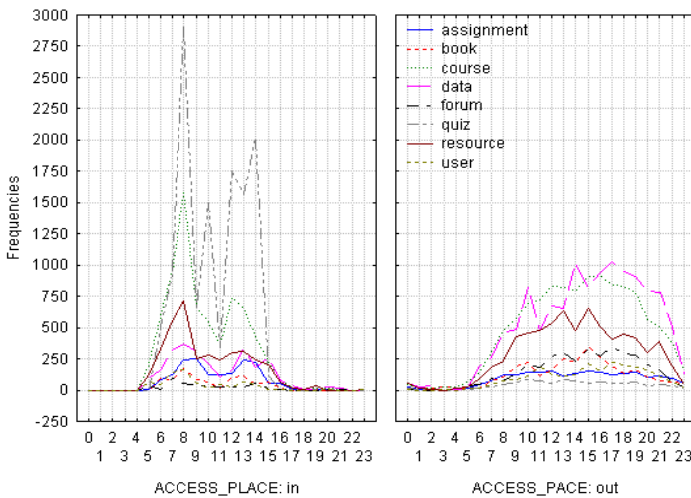 3000
2750
2500
2250
2000
1750
1500
1250
1000
750
500
250
0
-250
Frequencies
0 2 4 6 8 10 12 14 16 18 20 22
1 3 5 7 9 11 13 15 17 19 21 23
ACCESS_PLACE: in
assignment
book
course
data
forum
quiz
resource
user
0 2 4 6 8 10 12 14 16 18 20 22
1 3 5 7 9 11 13 15 17 19 21 23
ACCESS_PACE: out